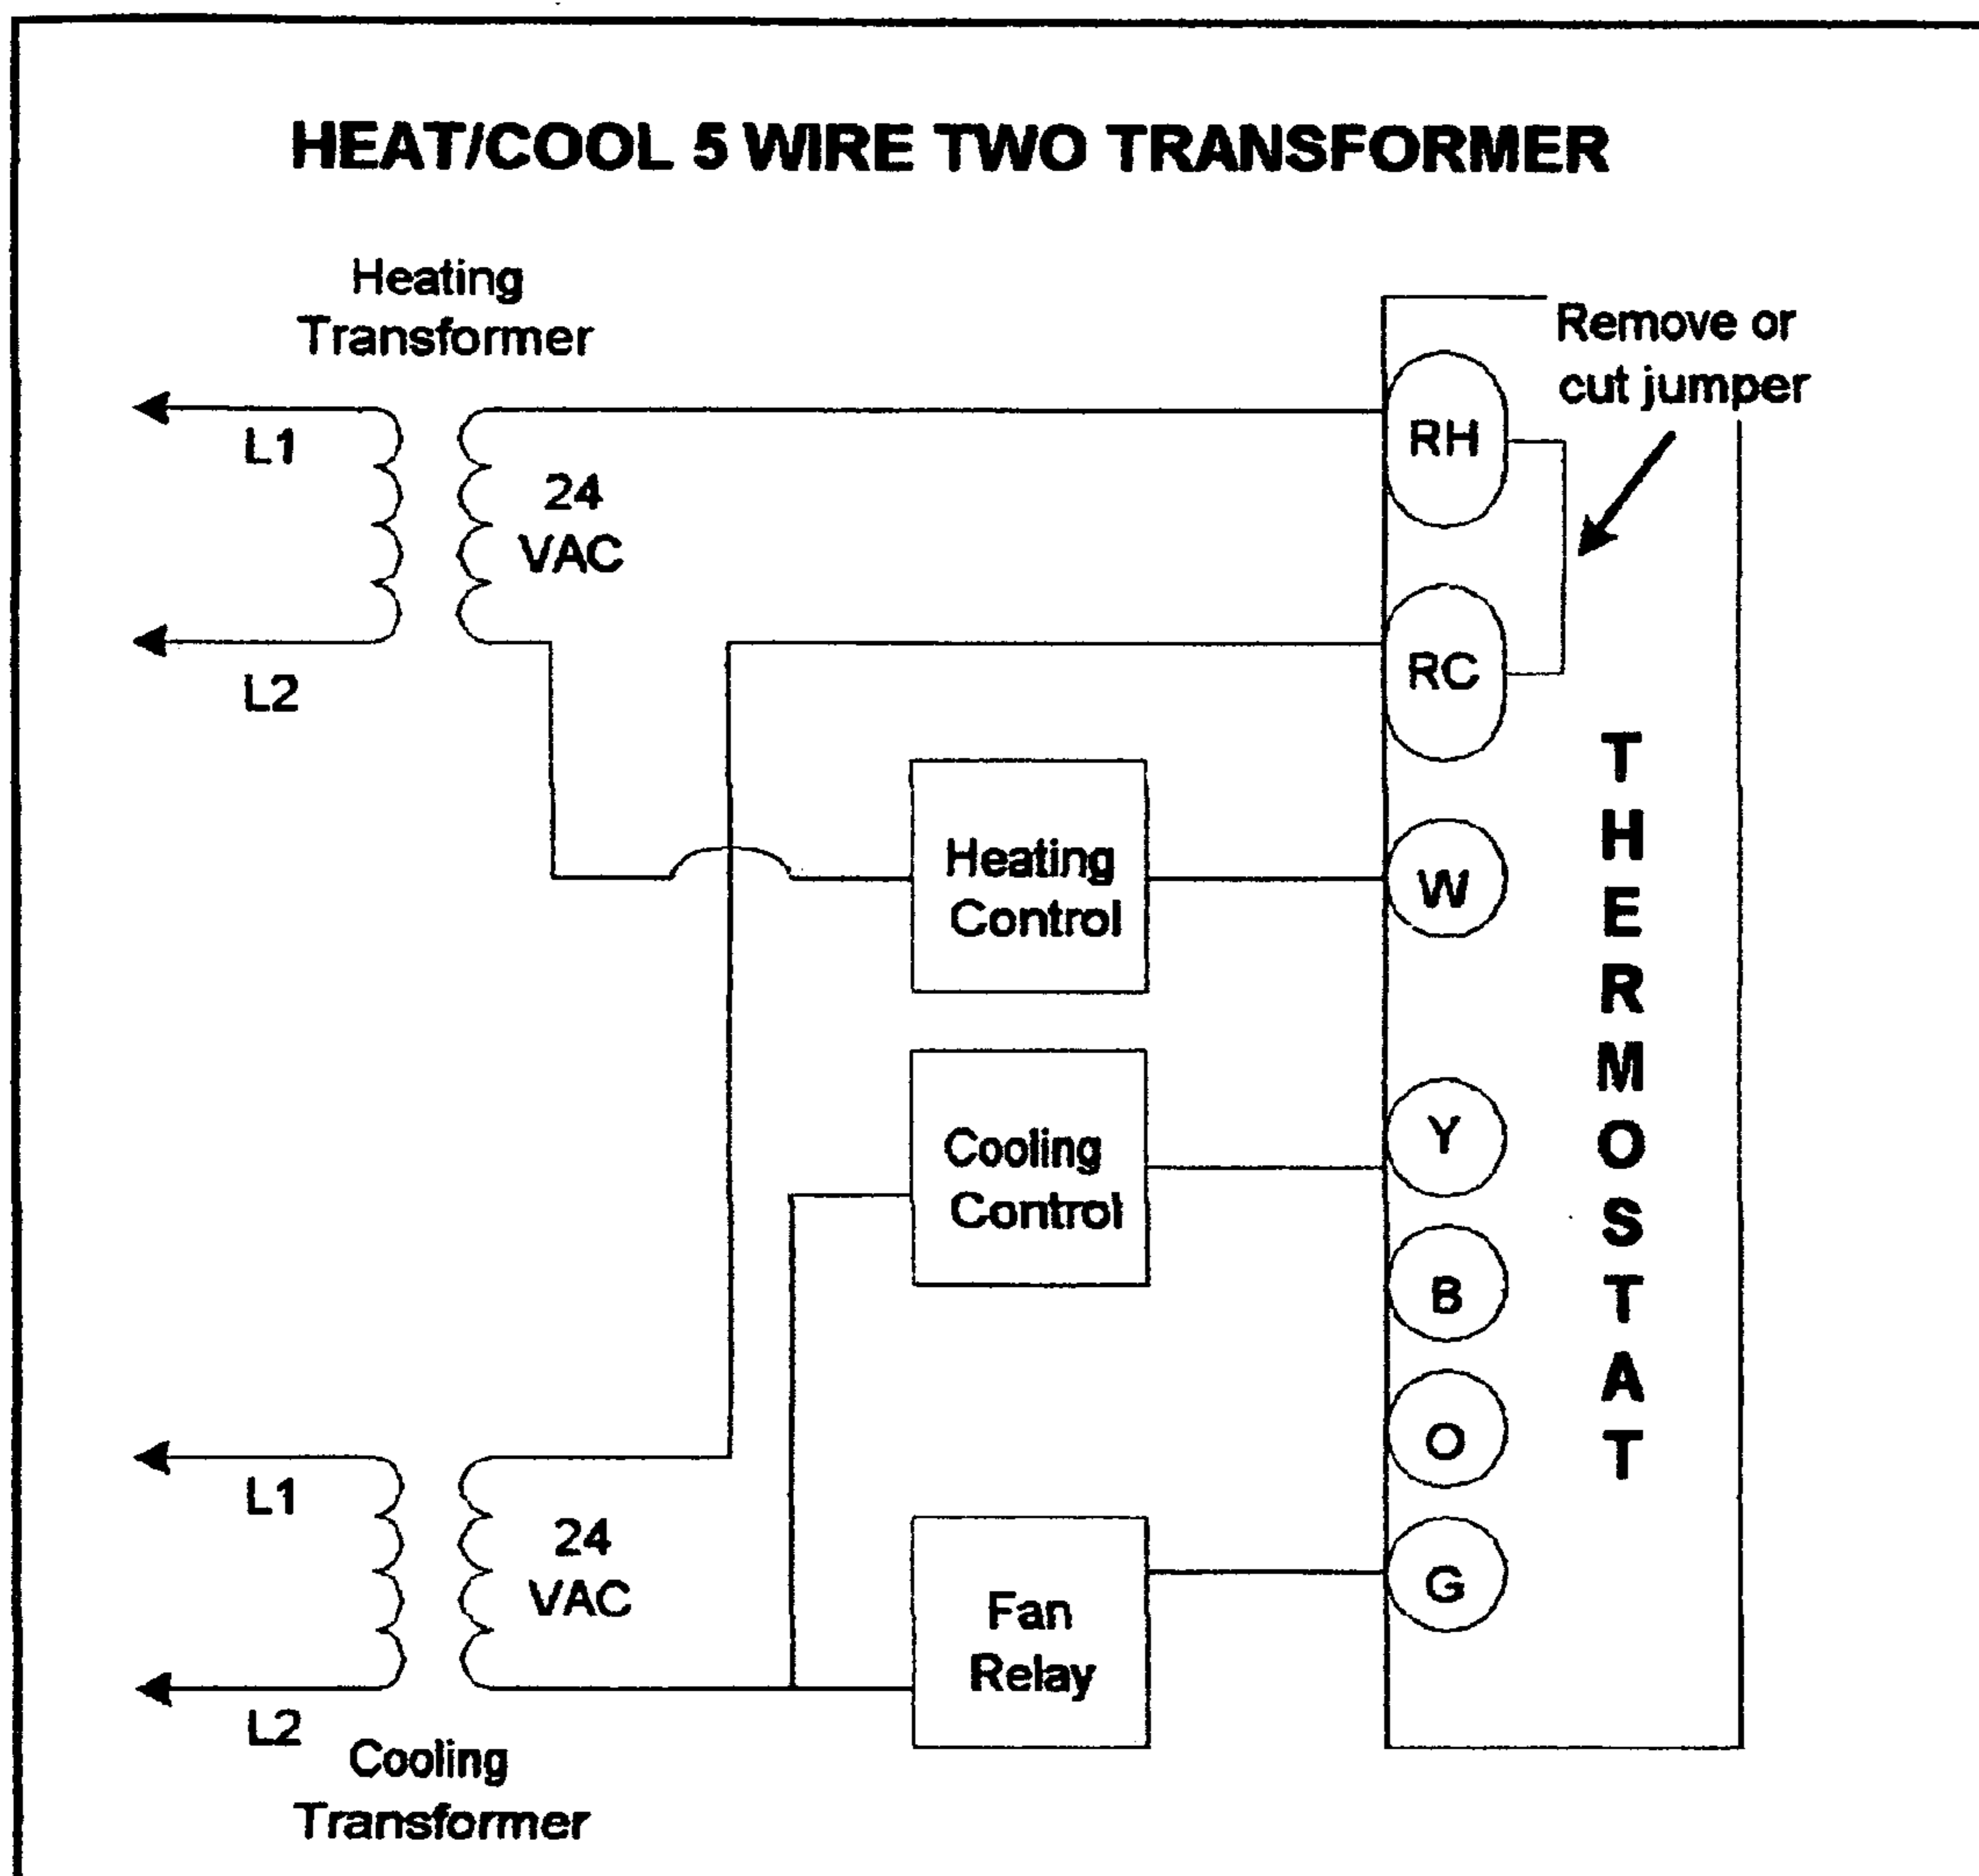 HEAT/COOL 5 WIRE TWO TRANSFORMER
Heating
Transformer
Remove or
cut jumper
L1
24
VAC
L2
RH
RC
Heating
Control
W
Cooling
Control
Y
B
O
G
THERMOSTAT
L1
24
VAC
L2
Fan
Relay
Cooling
Transformer